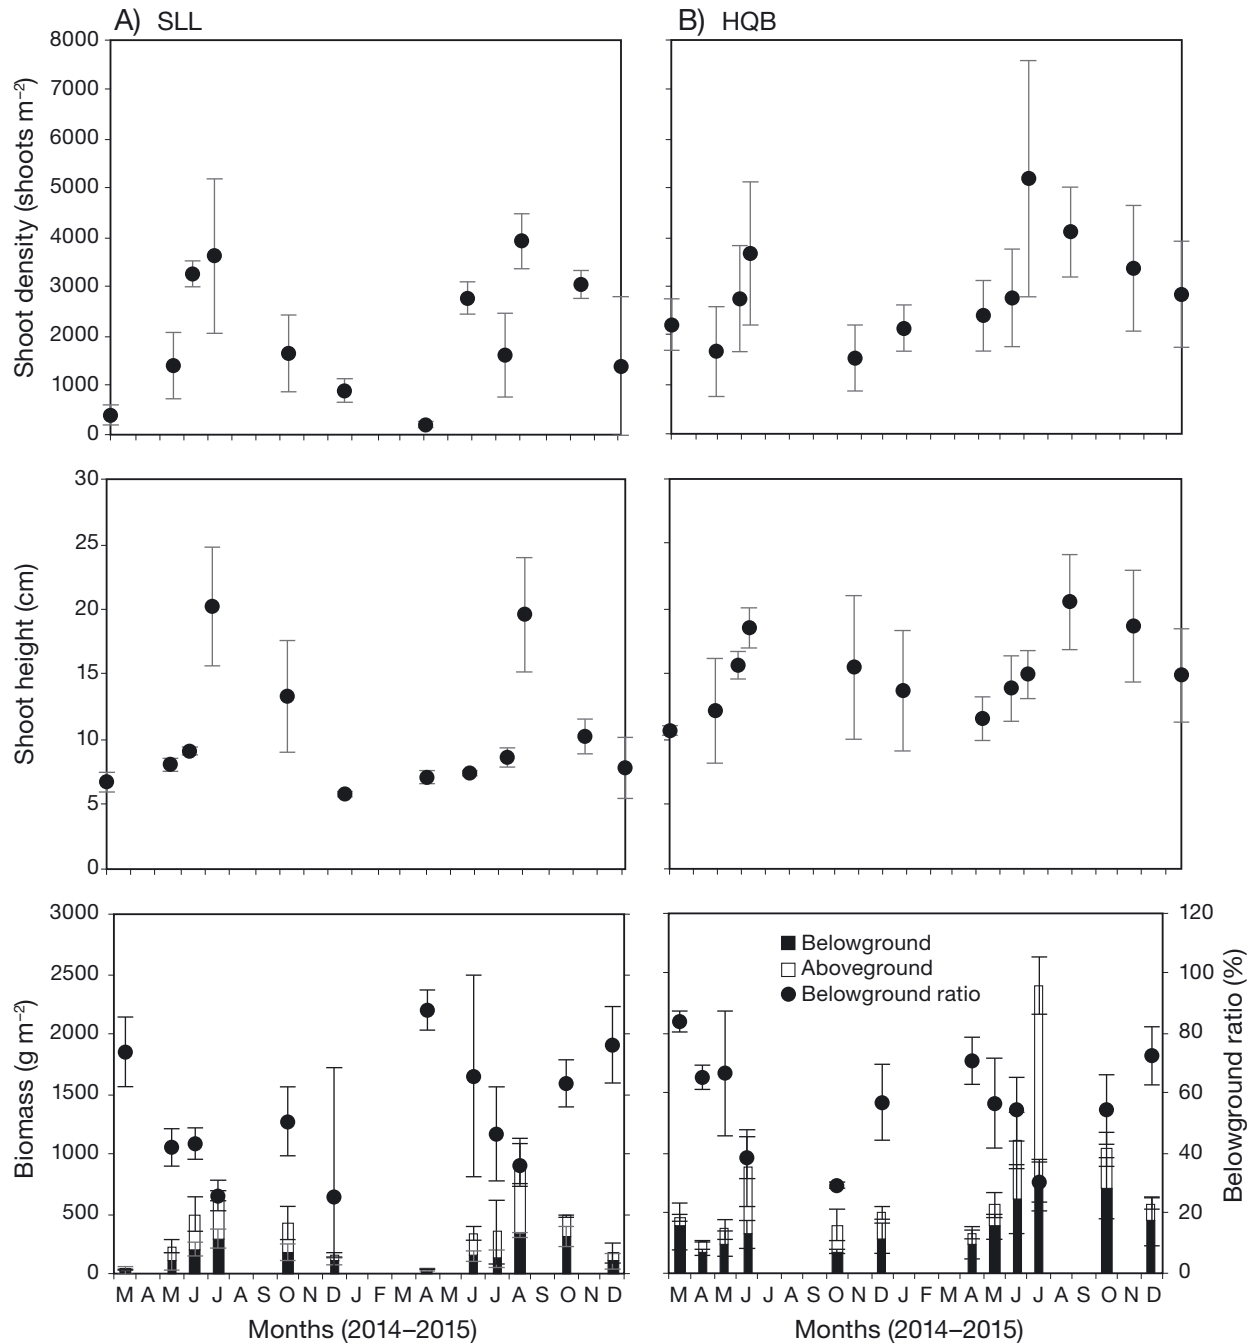 A) SLL
B) HQB
Shoot density (shoots m⁻²)
8000
7000
6000
5000
4000
3000
2000
1000
0
Shoot height (cm)
30
25
20
15
10
5
0
Biomass (g m⁻²)
3000
2500
2000
1500
1000
500
0
Belowground
Aboveground
Belowground ratio
120
100
80
60
40
20
0
Belowground ratio (%)
M A M J J A S O N D J F M A M J J A S O N D
M A M J J A S O N D J F M A M J J A S O N D
Months (2014–2015)
Months (2014–2015)